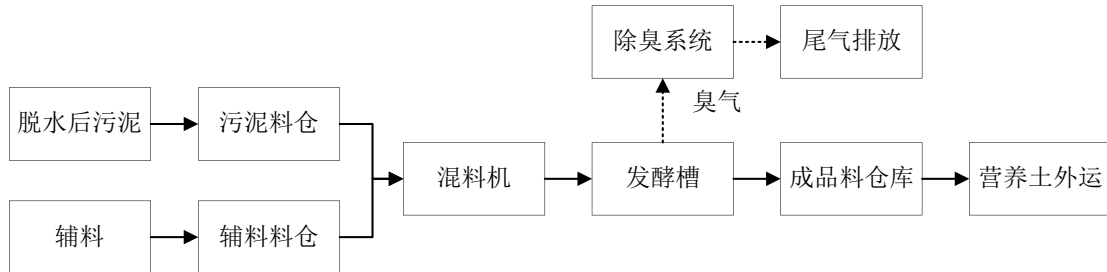 除臭系统
尾气排放
臭气
脱水后污泥
污泥料仓
混料机
发酵槽
成品料仓库
营养土外运
辅料
辅料料仓